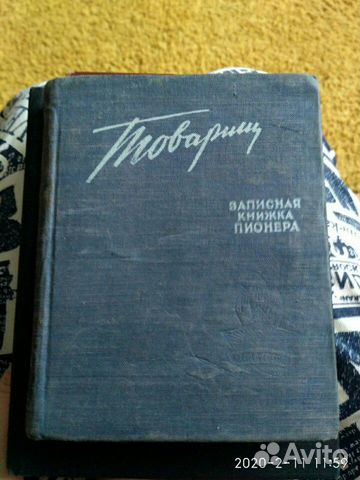 Товарищ
ЗАПИСНАЯ
КНИЖКА
ПИОНЕРА
2020-2-11 11:59
Avito